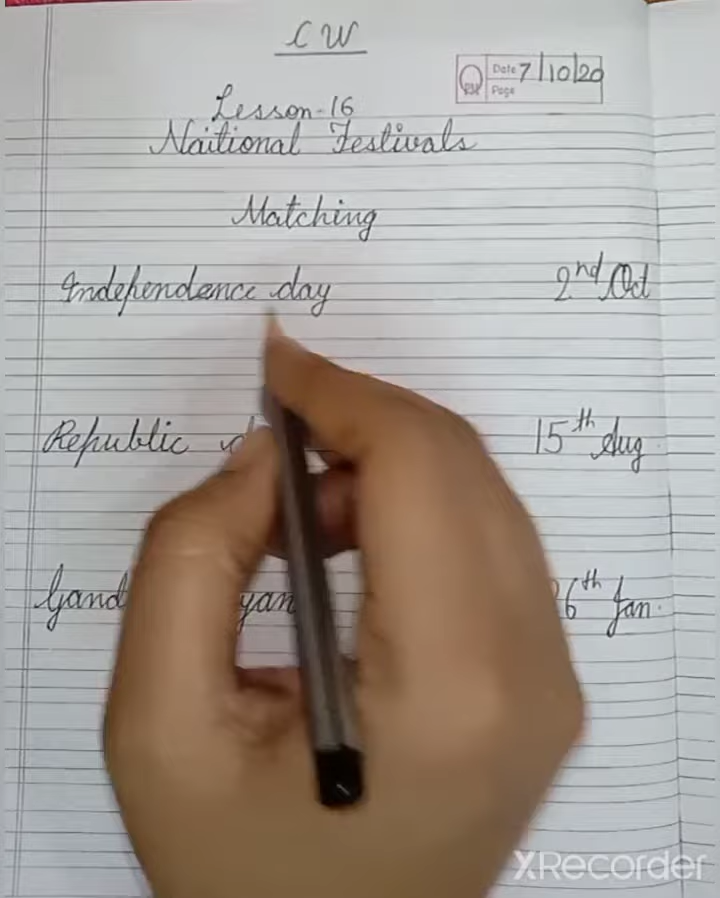 CW
Date 7/10/20
Page
Lesson-16
Naitional Festivals
Matching
Independence day 2nd Oct
Republic 15th Aug.
26th Jan.
XRecorder